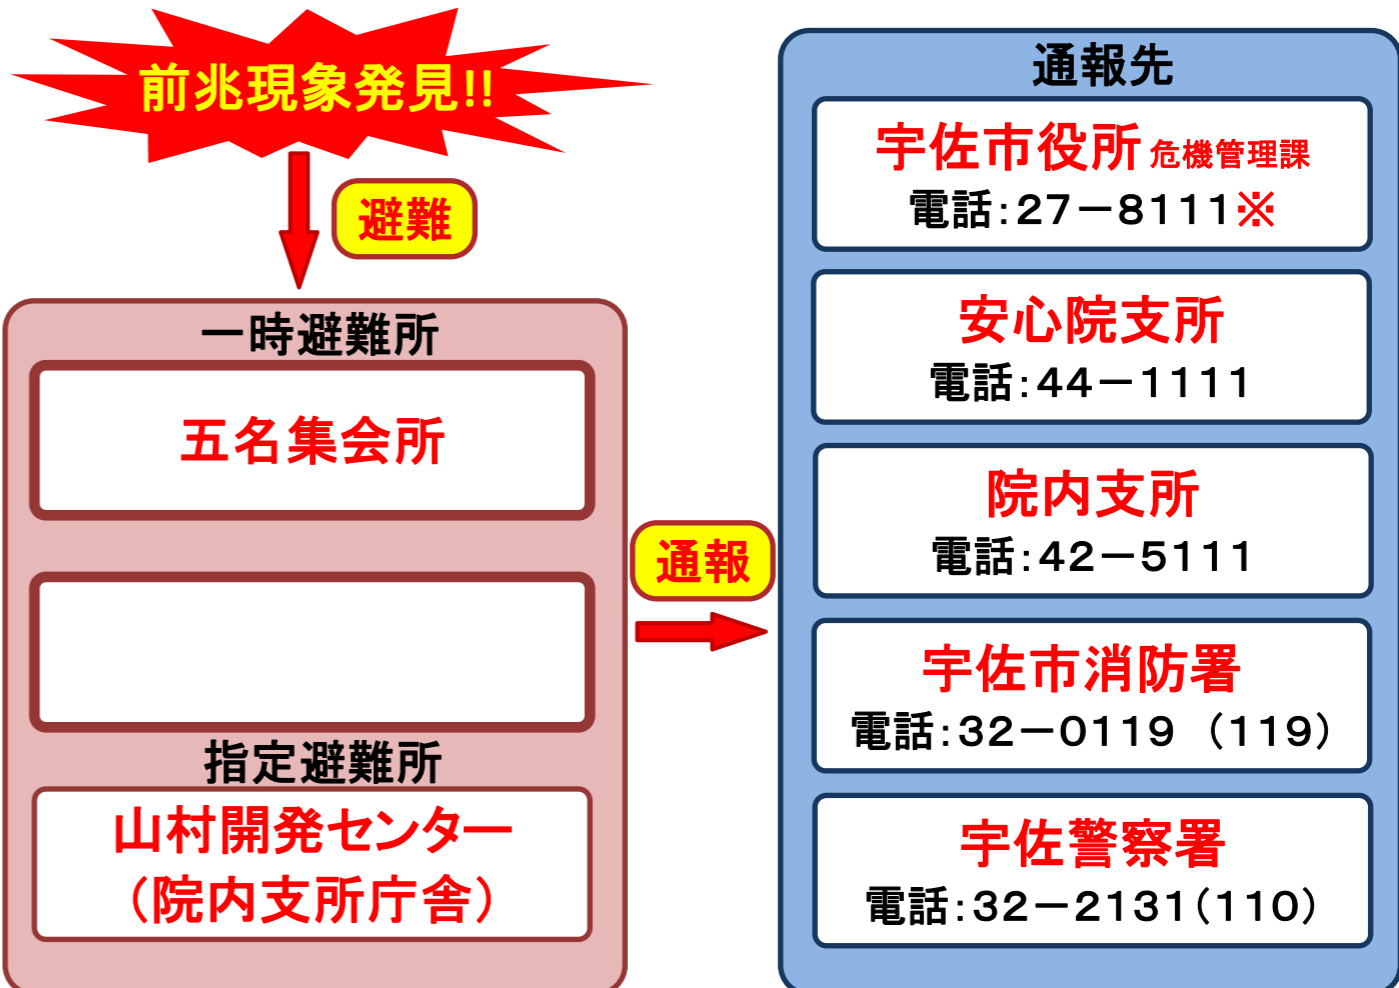 前兆現象発見!!
避難
一時避難所
五名集会所
指定避難所
山村開発センター
（院内支所庁舎）
通報
通報先
宇佐市役所 危機管理課
電話：２７－８１１１※
安心院支所
電話：４４－１１１１
院内支所
電話：４２－５１１１
宇佐市消防署
電話：３２－０１１９ （１１９）
宇佐警察署
電話：３２－２１３１（１１０）